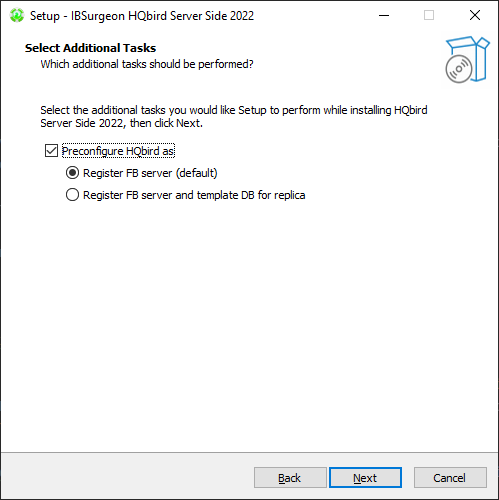 Setup - IBSurgeon HQbird Server Side 2022
Select Additional Tasks
Which additional tasks should be performed?
Select the additional tasks you would like Setup to perform while installing HQbird
Server Side 2022, then click Next.
Preconfigure HQbird as
Register FB server (default)
Register FB server and template DB for replica
Back
Next
Cancel